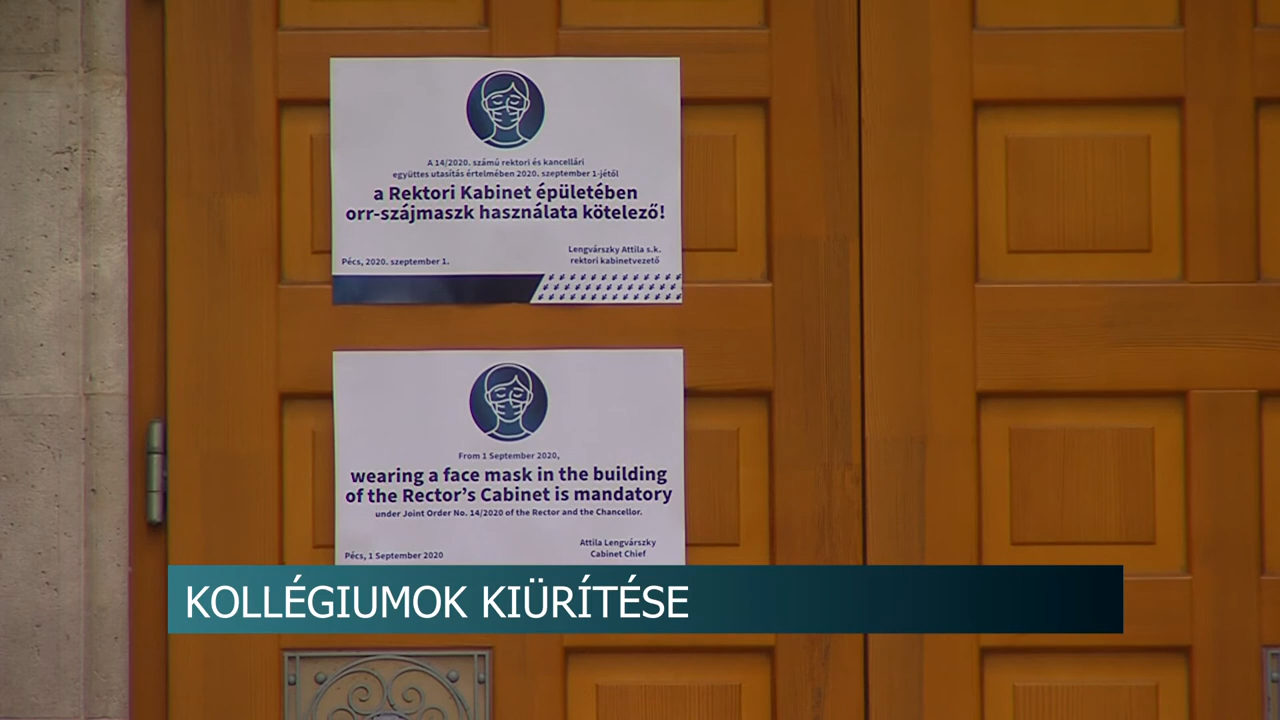 A 14/2020. számú rektori és kancellári
együttes utasítás értelmében 2020. szeptember 1-jétől
a Rektori Kabinet épületében
orr-szájmaszk használata kötelező!
Lengvárszky Attila s.k.
Pécs, 2020. szeptember 1.
rektori kabinetvezető
From 1 September 2020,
wearing a face mask in the building
of the Rector's Cabinet is mandatory
under Joint Order No. 14/2020 of the Rector and the Chancellor.
Attila Lengvárszky
Pécs, 1 September 2020
Cabinet Chief
KOLLÉGIUMOK KIÜRÍTÉSE